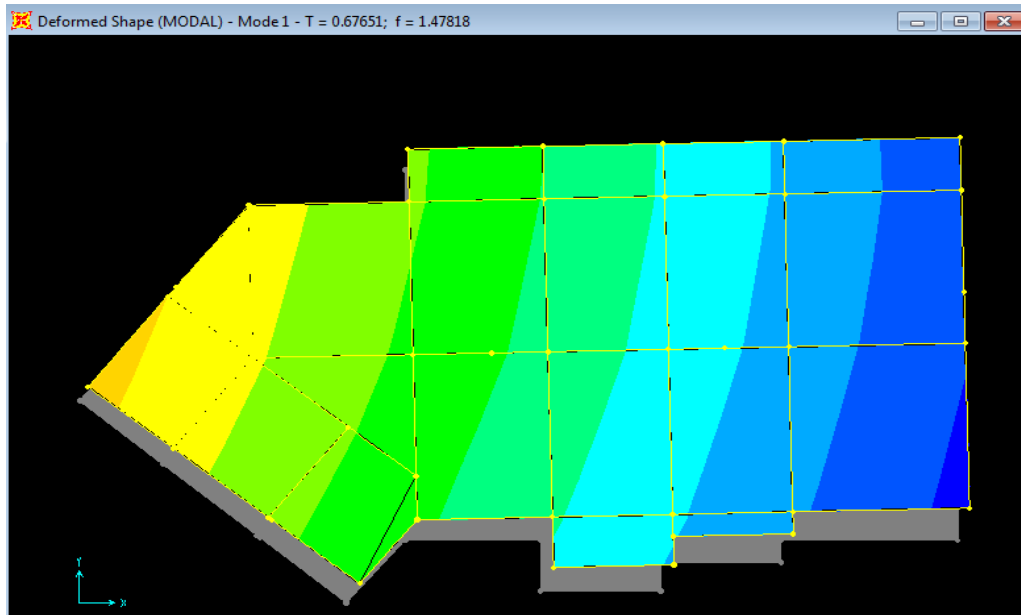 Deformed Shape (MODAL) - Mode 1 - T = 0.67651; f = 1.47818
Y
X